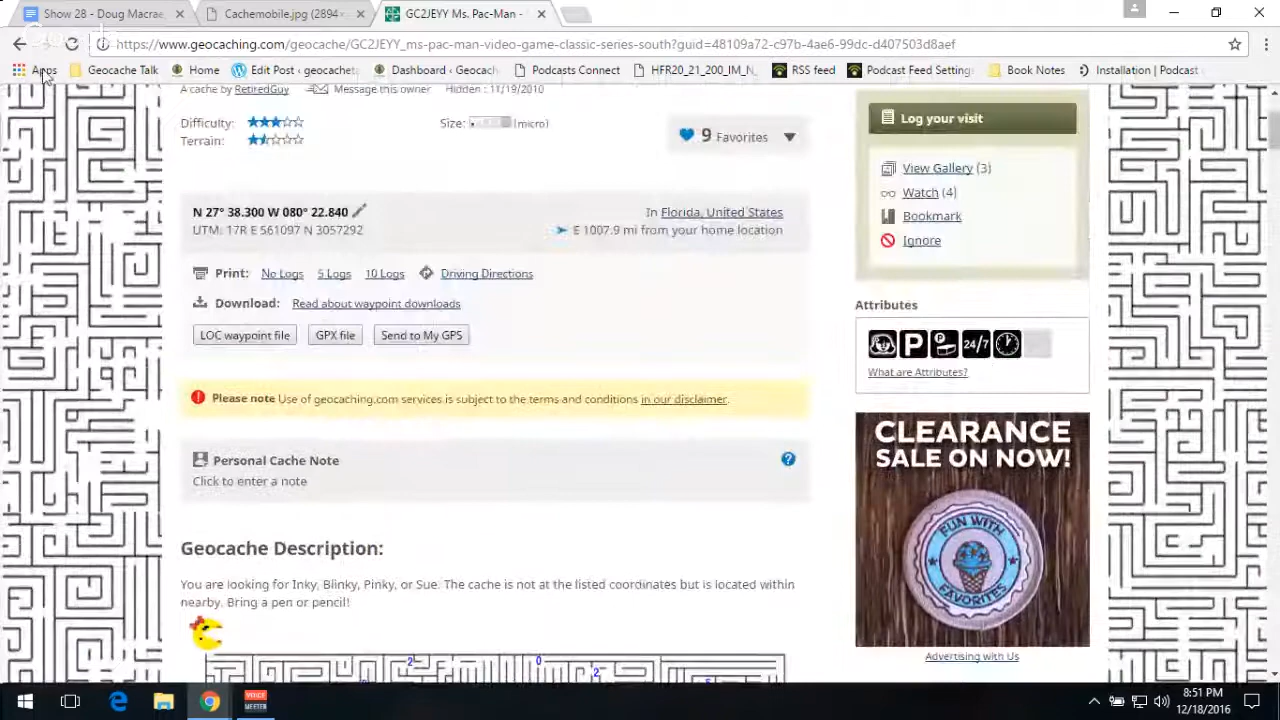 Show 28 - Doug Macrae
Cachemobile.jpg (2894×
GC2JEYY Ms. Pac-Man -
https://www.geocaching.com/geocache/GC2JEYY_ms-pac-man-video-game-classic-series-south?guid=48109a72-c97b-4ae6-99dc-d407503d8aef
Apps Geocache Talk Home Edit Post ‹ geocachets Dashboard ‹ Geocach Podcasts Connect HFR20_21_200_IM_N RSS feed Podcast Feed Setting Book Notes Installation | Podcast
A cache by RetiredGuy Message this owner Hidden : 11/19/2010
Difficulty:
Terrain:
Size: (micro)
9 Favorites
N 27° 38.300 W 080° 22.840
UTM: 17R E 561097 N 3057292
In Florida, United States
E 1007.9 mi from your home location
Print: No Logs 5 Logs 10 Logs Driving Directions
Download: Read about waypoint downloads
LOC waypoint file GPX file Send to My GPS
Please note Use of geocaching.com services is subject to the terms and conditions in our disclaimer.
Personal Cache Note
Click to enter a note
Geocache Description:
You are looking for Inky, Blinky, Pinky, or Sue. The cache is not at the listed coordinates but is located within
nearby. Bring a pen or pencil!
2 0
2
Log your visit
View Gallery (3)
Watch (4)
Bookmark
Ignore
Attributes
P P 24/7
What are Attributes?
CLEARANCE
SALE ON NOW!
FUN WITH
FAVORITES
Advertising with Us
VOICE
MEETER
8:51 PM
12/18/2016